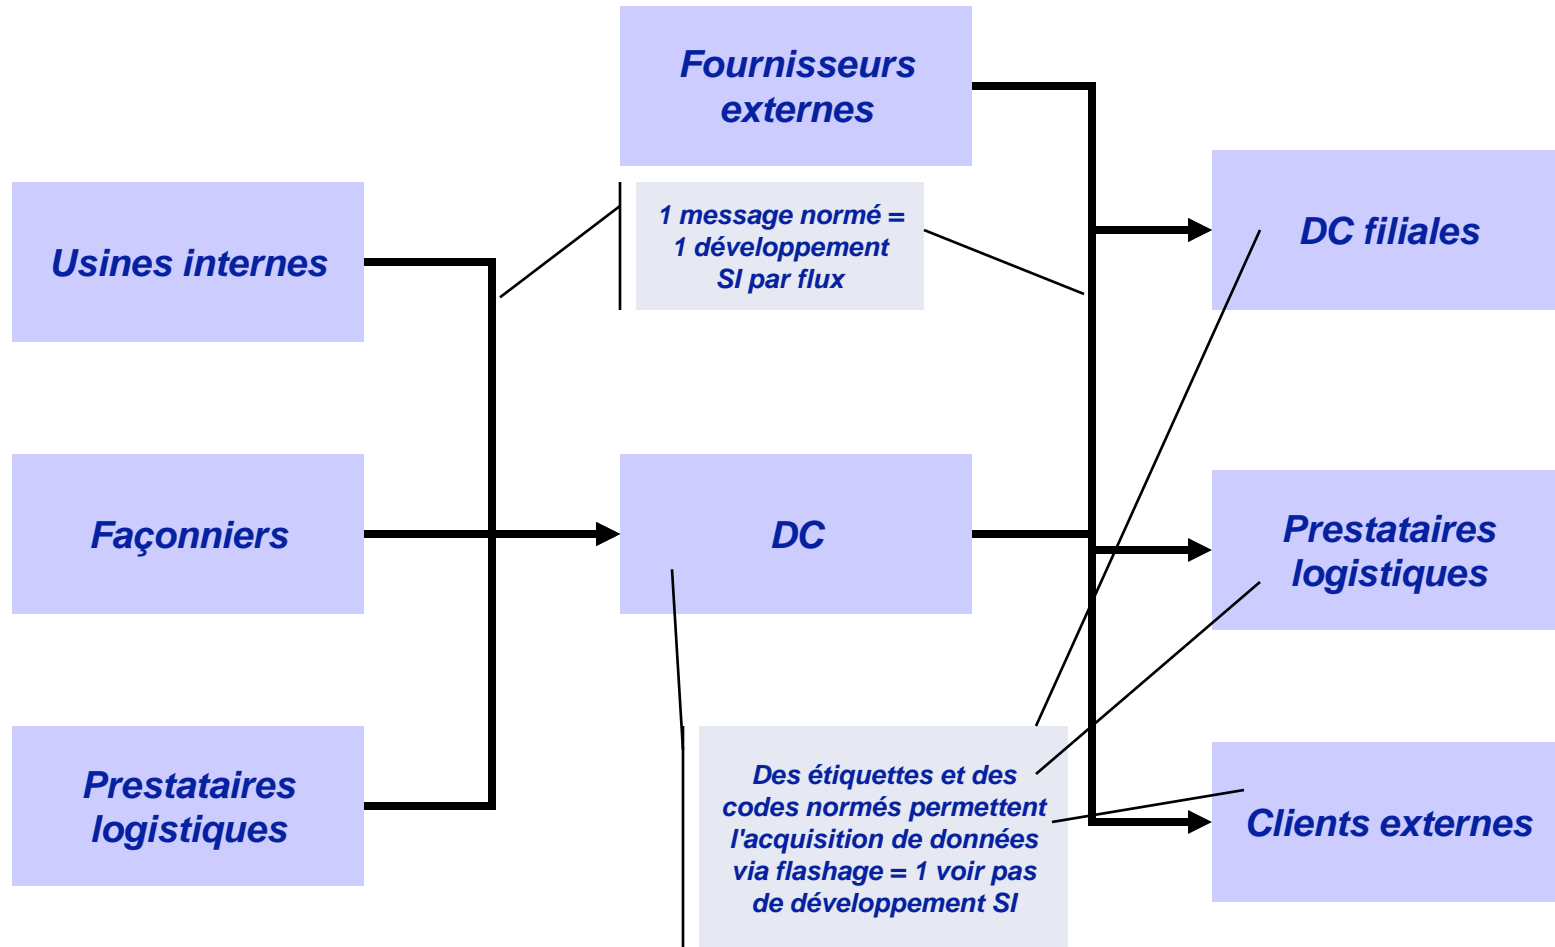 Fournisseurs
externes
Usines internes
1 message normé =
1 développement
SI par flux
DC filiales
Façonniers
DC
Prestataires
logistiques
Prestataires
logistiques
Des étiquettes et des
codes normés permettent
l'acquisition de données
via flashage = 1 voir pas
de développement SI
Clients externes